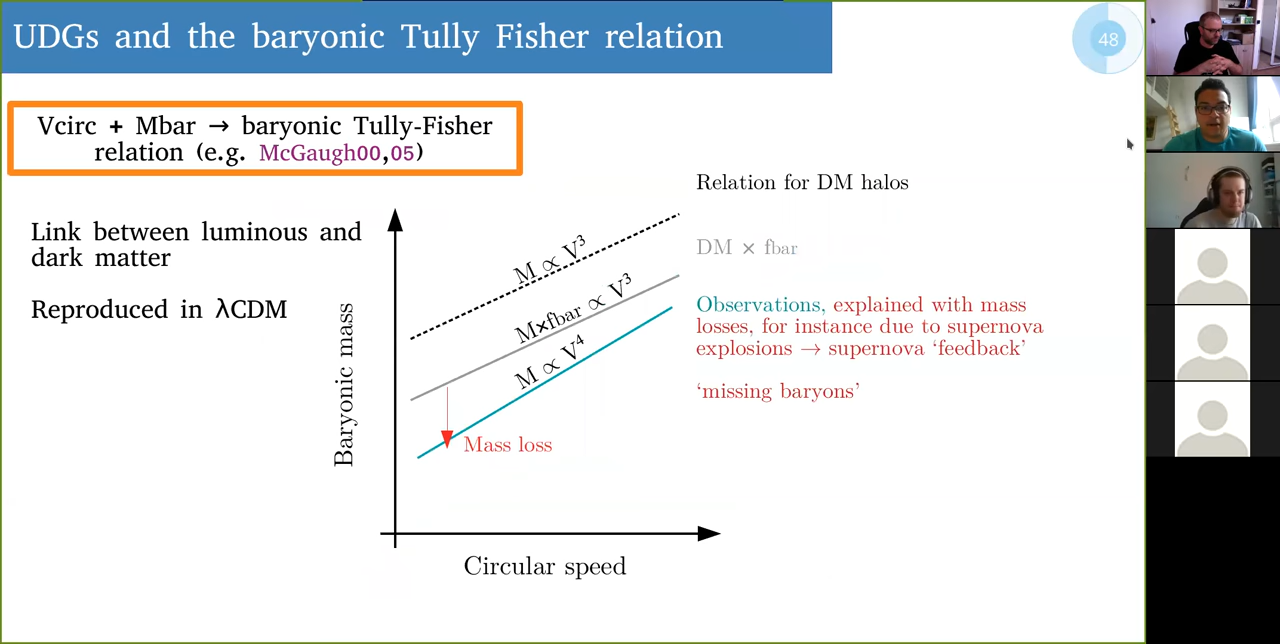 UDGs and the baryonic Tully Fisher relation
48
Vcirc + Mbar → baryonic Tully-Fisher
relation (e.g. McGaugh00,05)
Link between luminous and
dark matter
Reproduced in λCDM
Baryonic mass
M ∝ V³
M×fbar ∝ V³
M ∝ V⁴
Mass loss
Circular speed
Relation for DM halos
DM × fbar
Observations, explained with mass
losses, for instance due to supernova
explosions → supernova ‘feedback’
‘missing baryons’